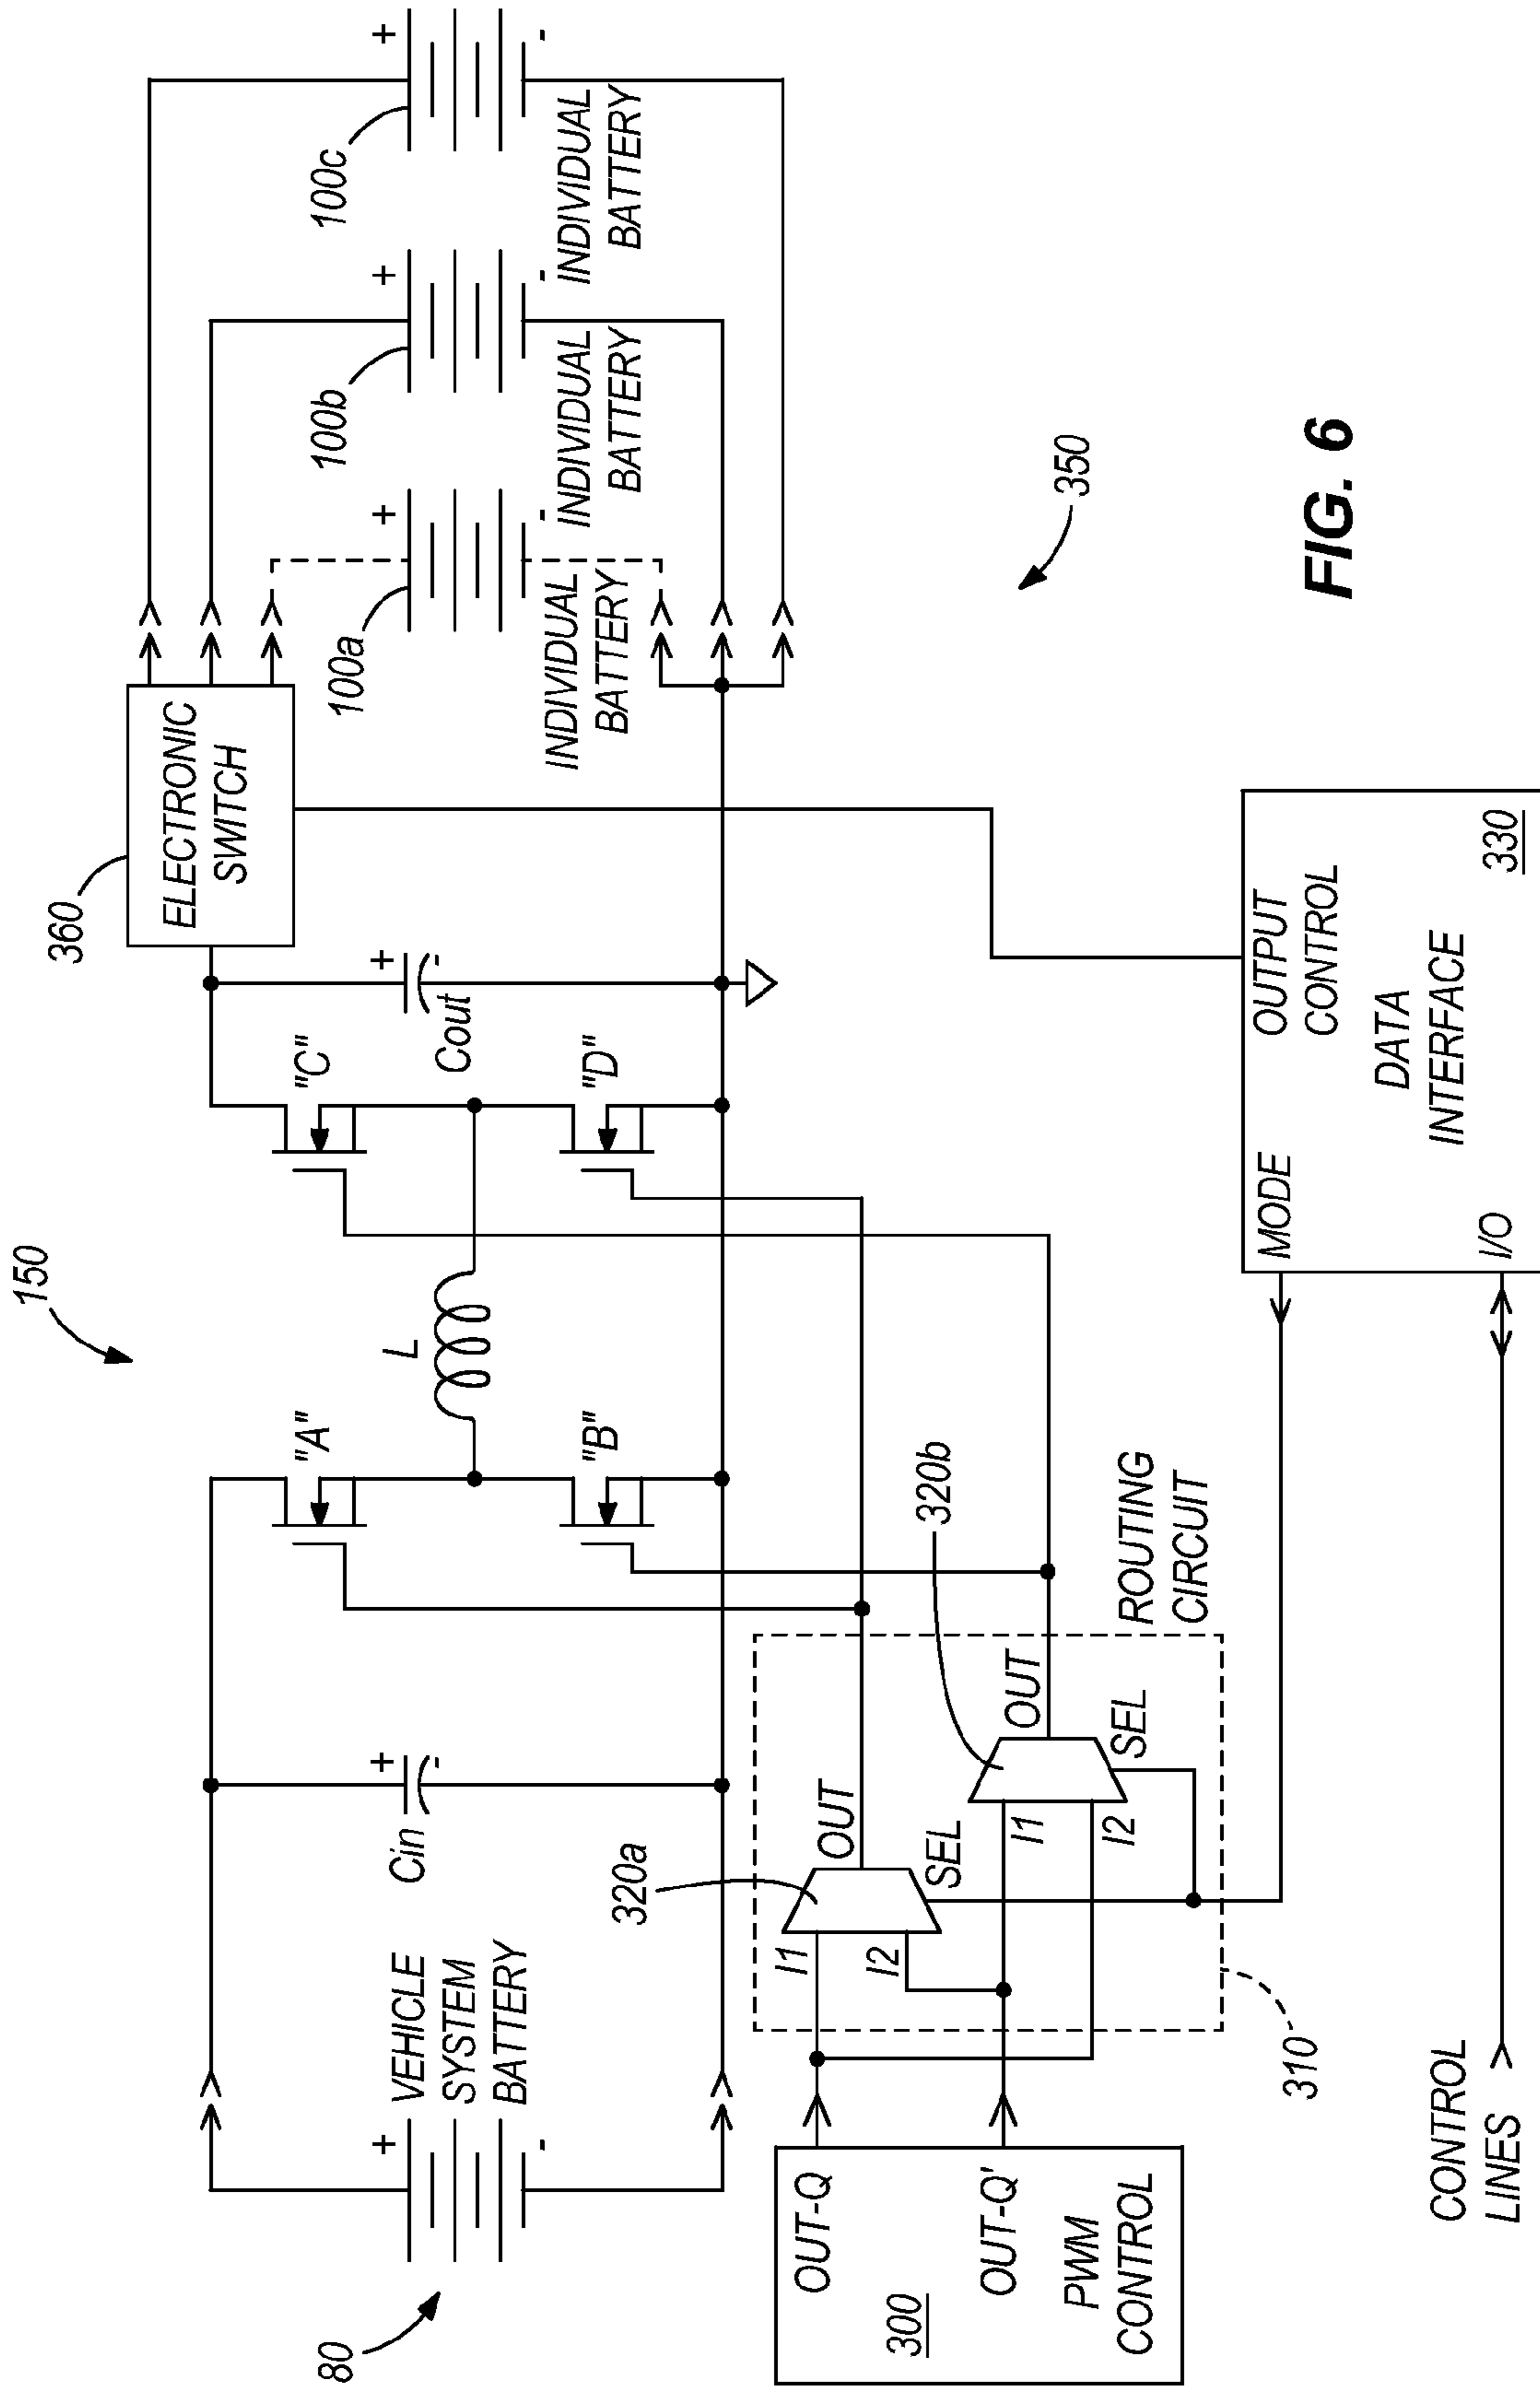 150
360
ELECTRONIC
SWITCH
80
+
VEHICLE
SYSTEM
BATTERY
-
Cin
+
-
"A"
"B"
L
"C"
"D"
+
Cout
-
100a
+
-
INDIVIDUAL
BATTERY
100b
+
-
INDIVIDUAL
BATTERY
100c
+
-
INDIVIDUAL
BATTERY
350
OUT-Q
300
OUT-Q'
PWM
CONTROL
320a
I1
I2
OUT
SEL
320b
I1
I2
OUT
SEL
ROUTING
CIRCUIT
310
MODE
OUTPUT
CONTROL
DATA
INTERFACE
330
I/O
CONTROL
LINES
FIG. 6